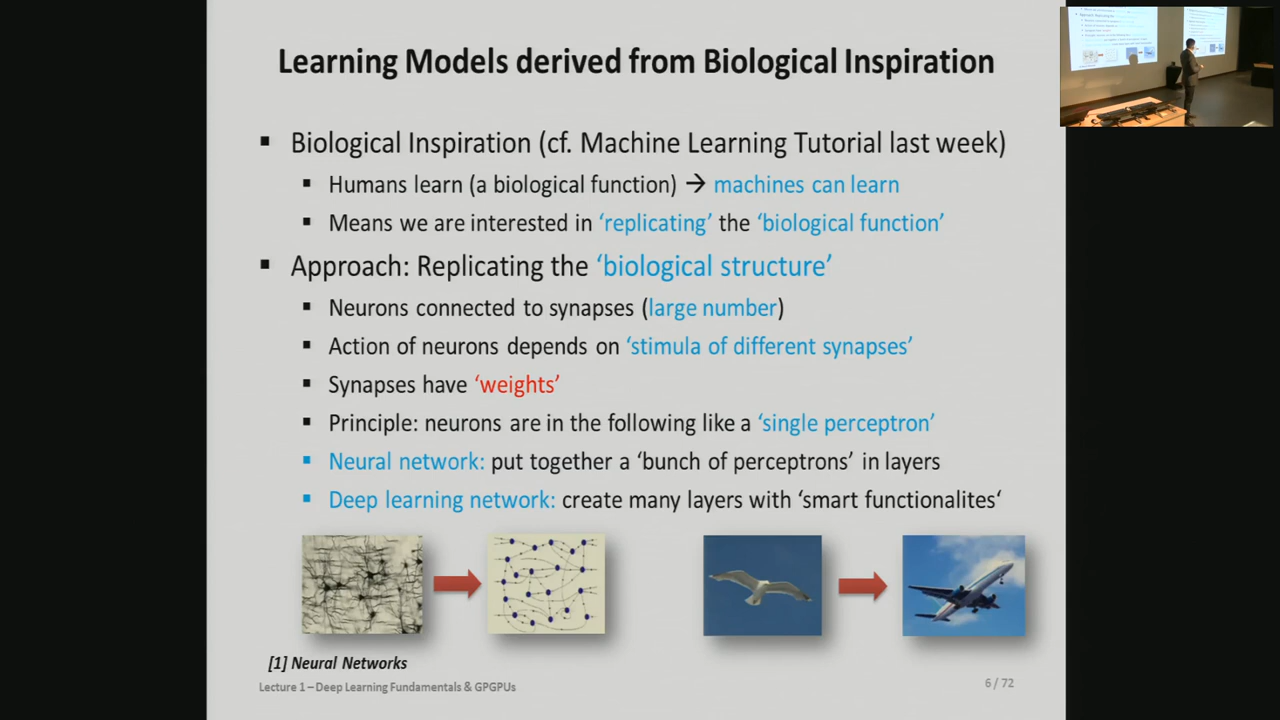 Learning Models derived from Biological Inspiration
▪ Biological Inspiration (cf. Machine Learning Tutorial last week)
▪ Humans learn (a biological function) → machines can learn
▪ Means we are interested in ‘replicating’ the ‘biological function’
▪ Approach: Replicating the ‘biological structure’
▪ Neurons connected to synapses (large number)
▪ Action of neurons depends on ‘stimula of different synapses’
▪ Synapses have ‘weights’
▪ Principle: neurons are in the following like a ‘single perceptron’
▪ Neural network: put together a ‘bunch of perceptrons’ in layers
▪ Deep learning network: create many layers with ‘smart functionalites‘
[1] Neural Networks
Lecture 1 – Deep Learning Fundamentals & GPGPUs
6 / 72